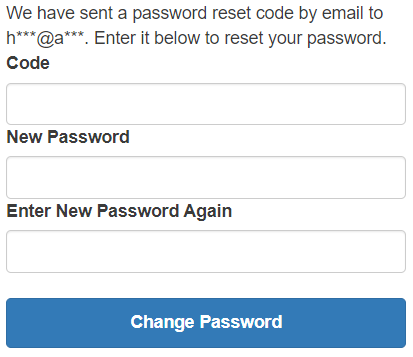 We have sent a password reset code by email to
h***@a***. Enter it below to reset your password.
Code
New Password
Enter New Password Again
Change Password